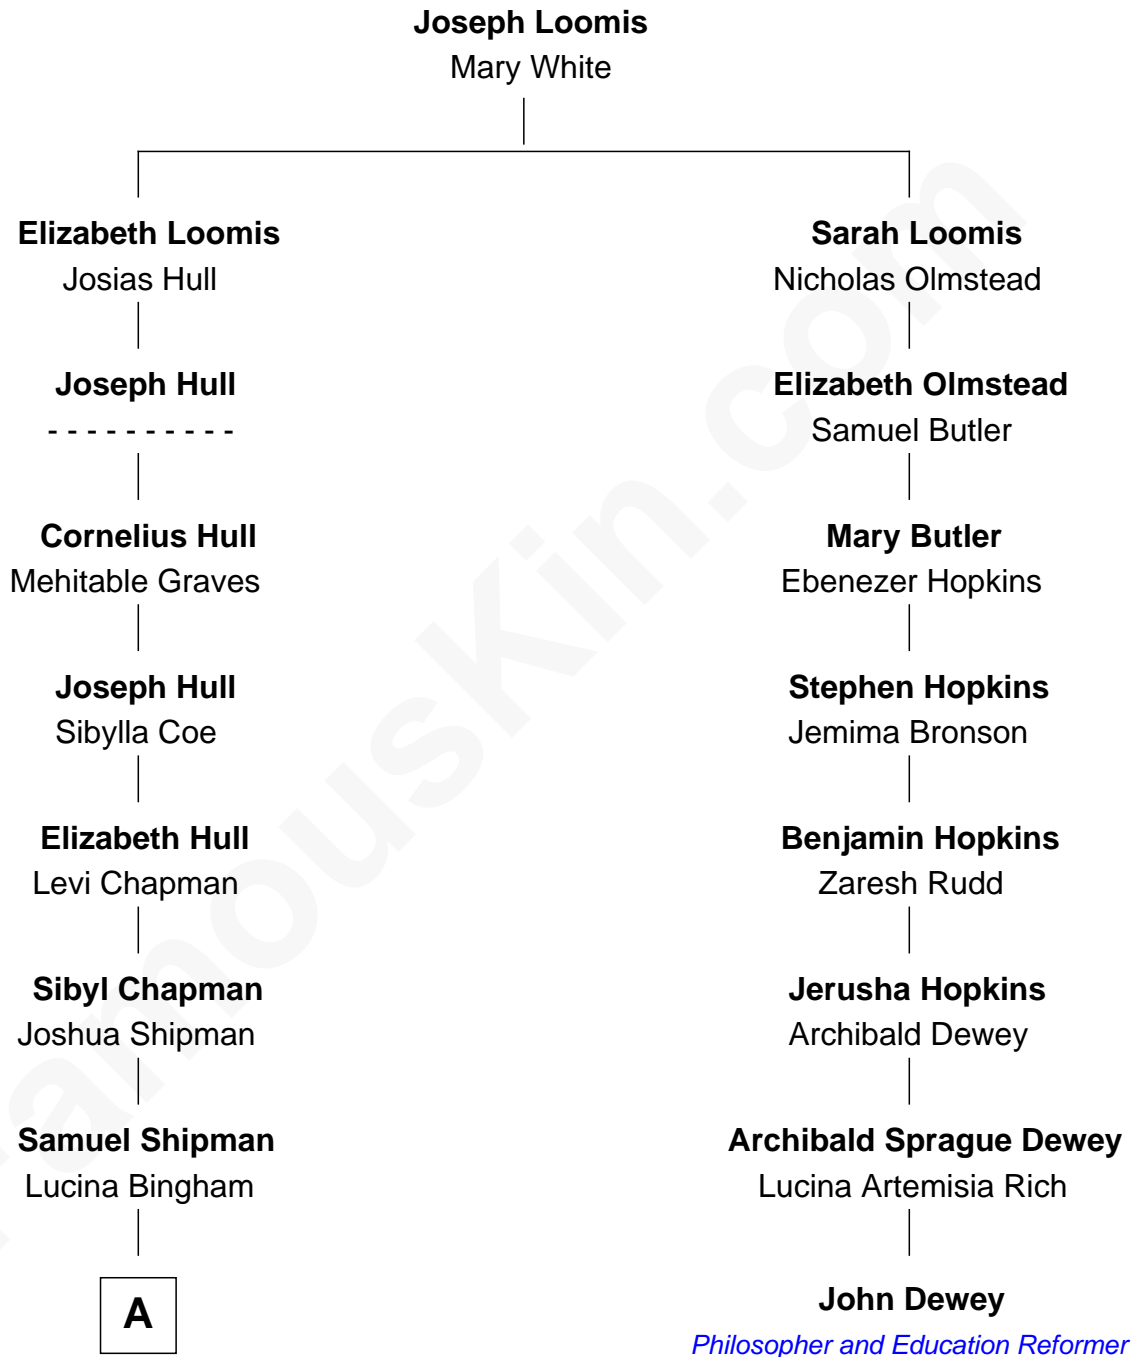 Joseph Loomis
Mary White
Elizabeth Loomis
Josias Hull
Sarah Loomis
Nicholas Olmstead
Joseph Hull
- - - - - - - - - -
Elizabeth Olmstead
Samuel Butler
Cornelius Hull
Mehitable Graves
Mary Butler
Ebenezer Hopkins
Joseph Hull
Sibylla Coe
Stephen Hopkins
Jemima Bronson
Elizabeth Hull
Levi Chapman
Benjamin Hopkins
Zaresh Rudd
Sibyl Chapman
Joshua Shipman
Jerusha Hopkins
Archibald Dewey
Samuel Shipman
Lucina Bingham
Archibald Sprague Dewey
Lucina Artemisia Rich
A
John Dewey
Philosopher and Education Reformer
FamousKin.com